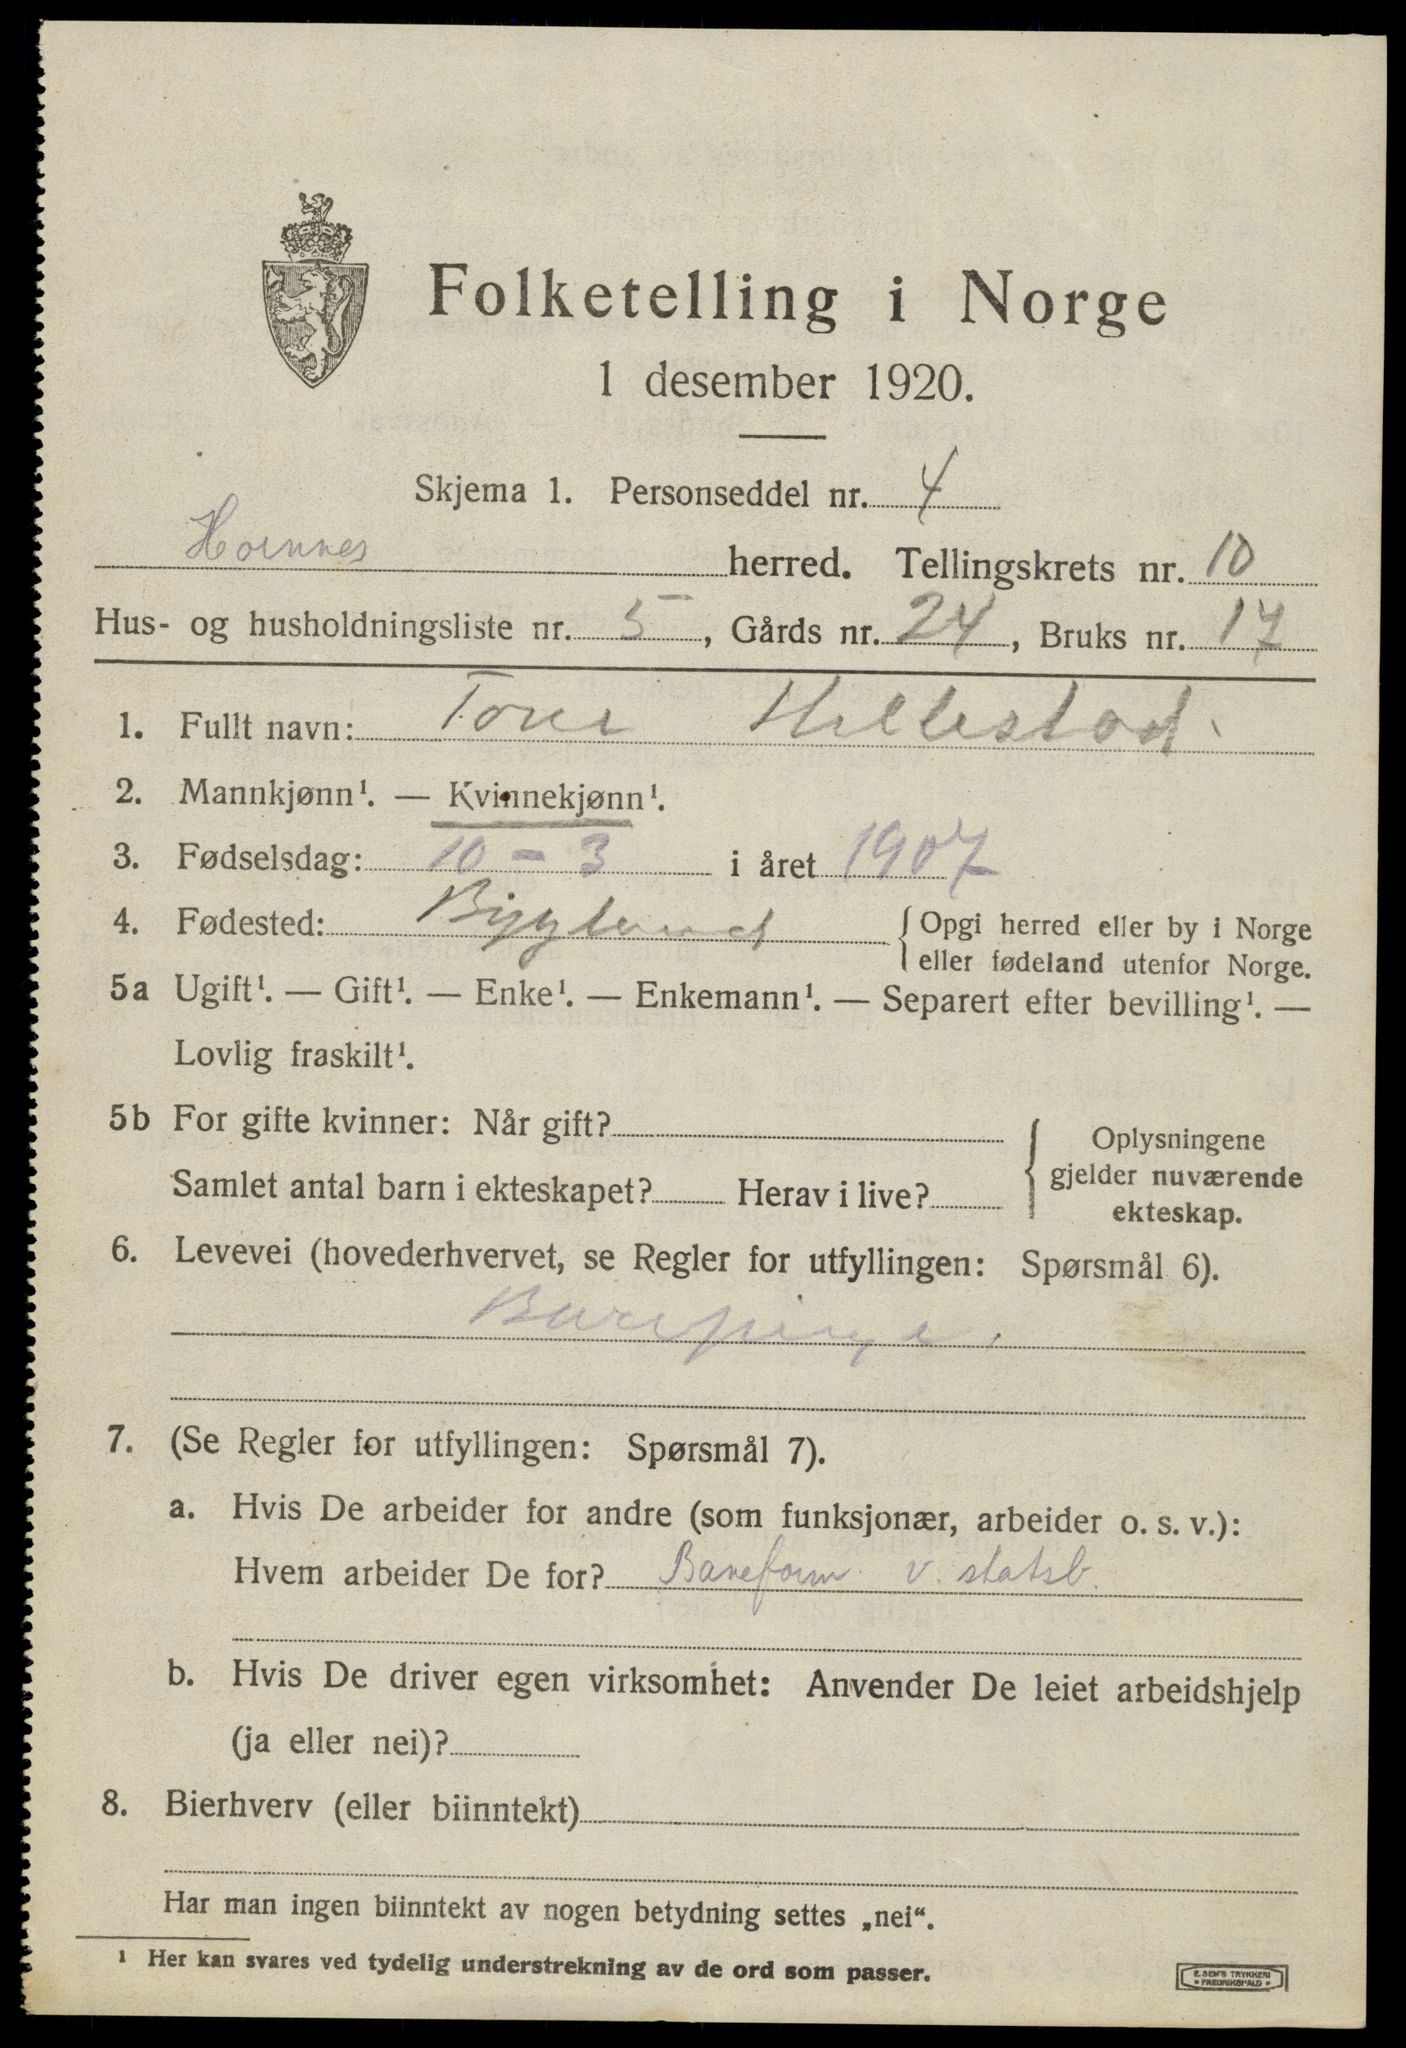 Folketelling i Norge
1 desember 1920.
Skjema 1. Personseddel nr. 4
Hornnes herred. Tellingskrets nr. 10
Hus- og husholdningsliste nr. 5, Gårds nr. 24, Bruks nr. 17
1. Fullt navn: Tone Hellestad.
2. Mannkjønn¹. — Kvinnekjønn¹.
3. Fødselsdag: 10 - 3 i året 1907
4. Fødested: Bygland { Opgi herred eller by i Norge
eller fødeland utenfor Norge.
5a Ugift¹. — Gift¹. — Enke¹. — Enkemann¹. — Separert efter bevilling¹. —
Lovlig fraskilt¹.
5b For gifte kvinner: Når gift?
Samlet antal barn i ekteskapet? Herav i live?
{ Oplysningene
gjelder nuværende
ekteskap.
6. Levevei (hovederhvervet, se Regler for utfyllingen: Spørsmål 6).
Barepige.
7. (Se Regler for utfyllingen: Spørsmål 7).
a. Hvis De arbeider for andre (som funksjonær, arbeider o. s. v.):
Hvem arbeider De for? Baneform. v. statsb.
b. Hvis De driver egen virksomhet: Anvender De leiet arbeidshjelp
(ja eller nei)?
8. Bierhverv (eller biinntekt)
Har man ingen biinntekt av nogen betydning settes „nei“.
¹ Her kan svares ved tydelig understrekning av de ord som passer.
E. SEM'S TRYKKERI
• FREDRIKSHALD •